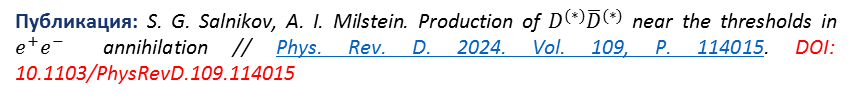 Публикация: S. G. Salnikov, A. I. Milstein. Production of D⁽*⁾D̅⁽*⁾ near the thresholds in
e⁺e⁻ annihilation // Phys. Rev. D. 2024. Vol. 109, P. 114015. DOI:
10.1103/PhysRevD.109.114015